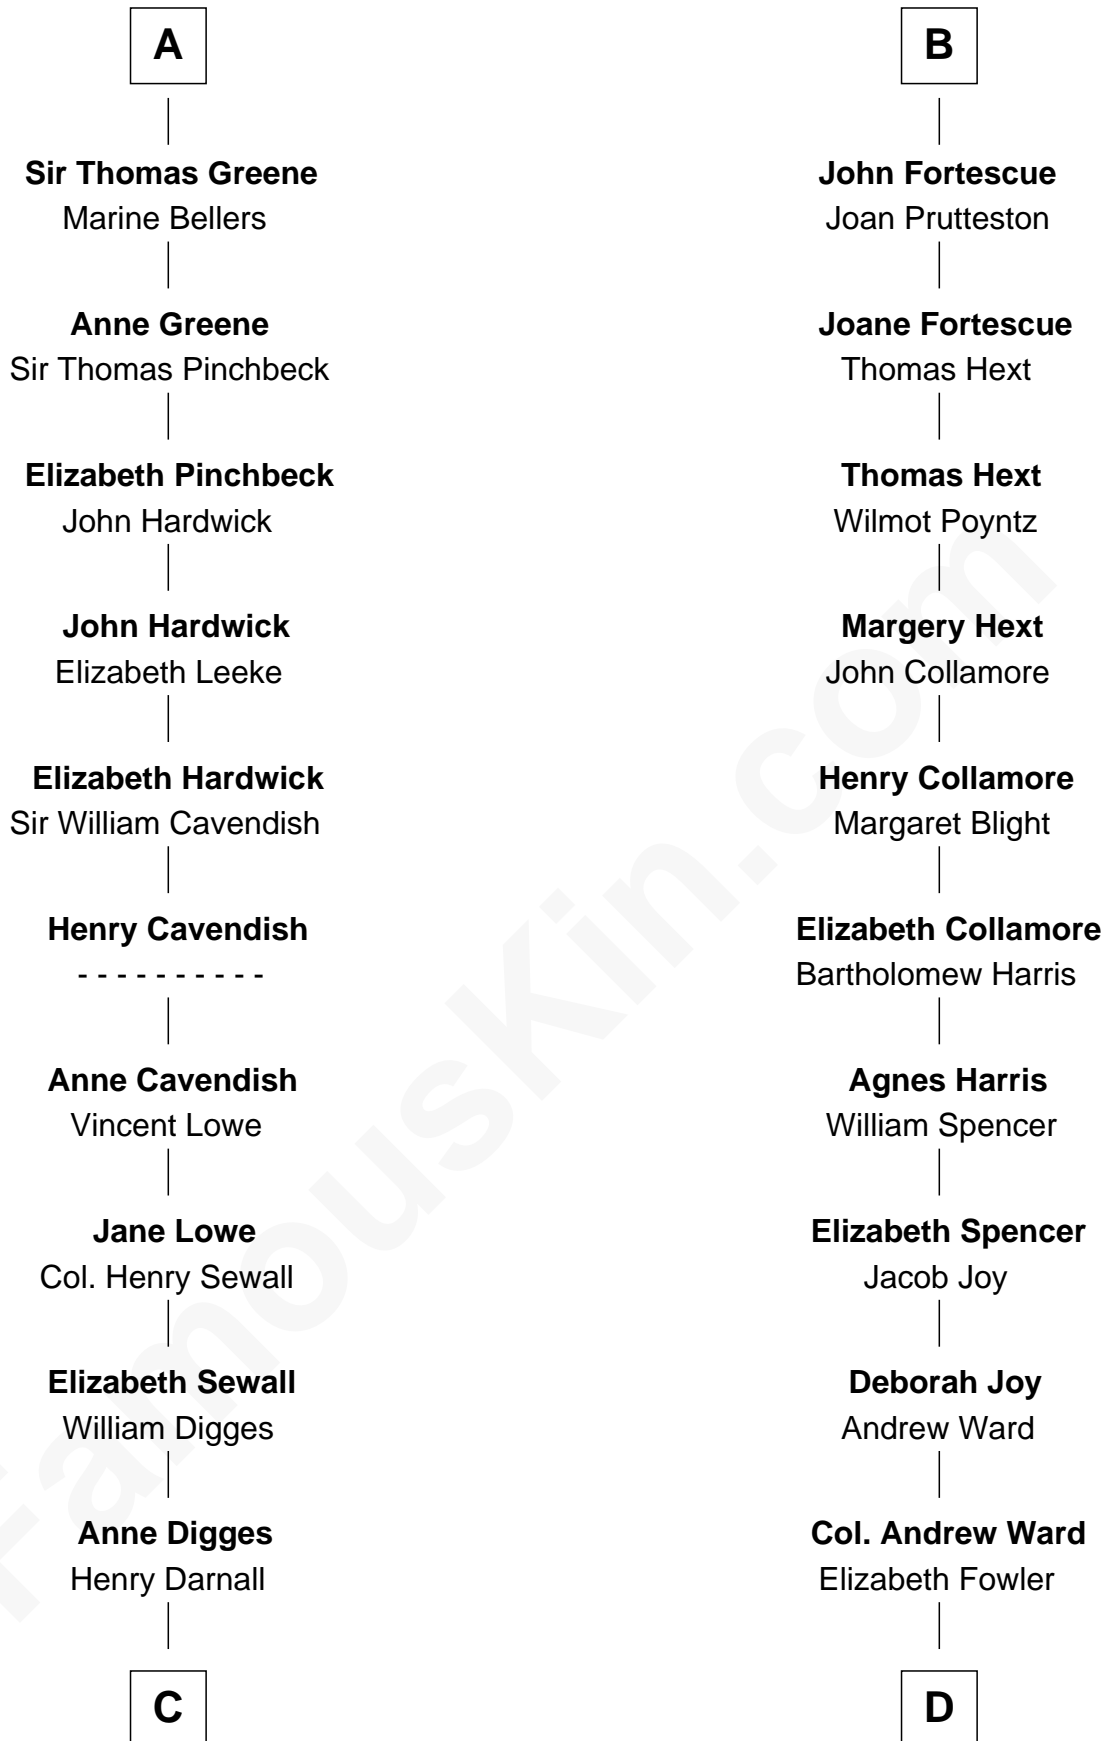 A
Sir Thomas Greene
Marine Bellers
Anne Greene
Sir Thomas Pinchbeck
Elizabeth Pinchbeck
John Hardwick
John Hardwick
Elizabeth Leeke
Elizabeth Hardwick
Sir William Cavendish
Henry Cavendish
- - - - - - - - - -
Anne Cavendish
Vincent Lowe
Jane Lowe
Col. Henry Sewall
Elizabeth Sewall
William Digges
Anne Digges
Henry Darnall
C
B
John Fortescue
Joan Prutteston
Joane Fortescue
Thomas Hext
Thomas Hext
Wilmot Poyntz
Margery Hext
John Collamore
Henry Collamore
Margaret Blight
Elizabeth Collamore
Bartholomew Harris
Agnes Harris
William Spencer
Elizabeth Spencer
Jacob Joy
Deborah Joy
Andrew Ward
Col. Andrew Ward
Elizabeth Fowler
D
FamousKin.com